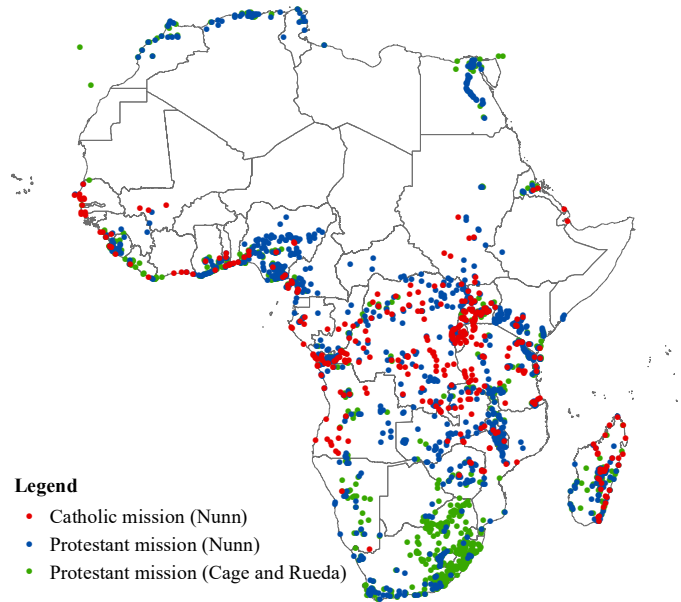 Legend
Catholic mission (Nunn)
Protestant mission (Nunn)
Protestant mission (Cage and Rueda)